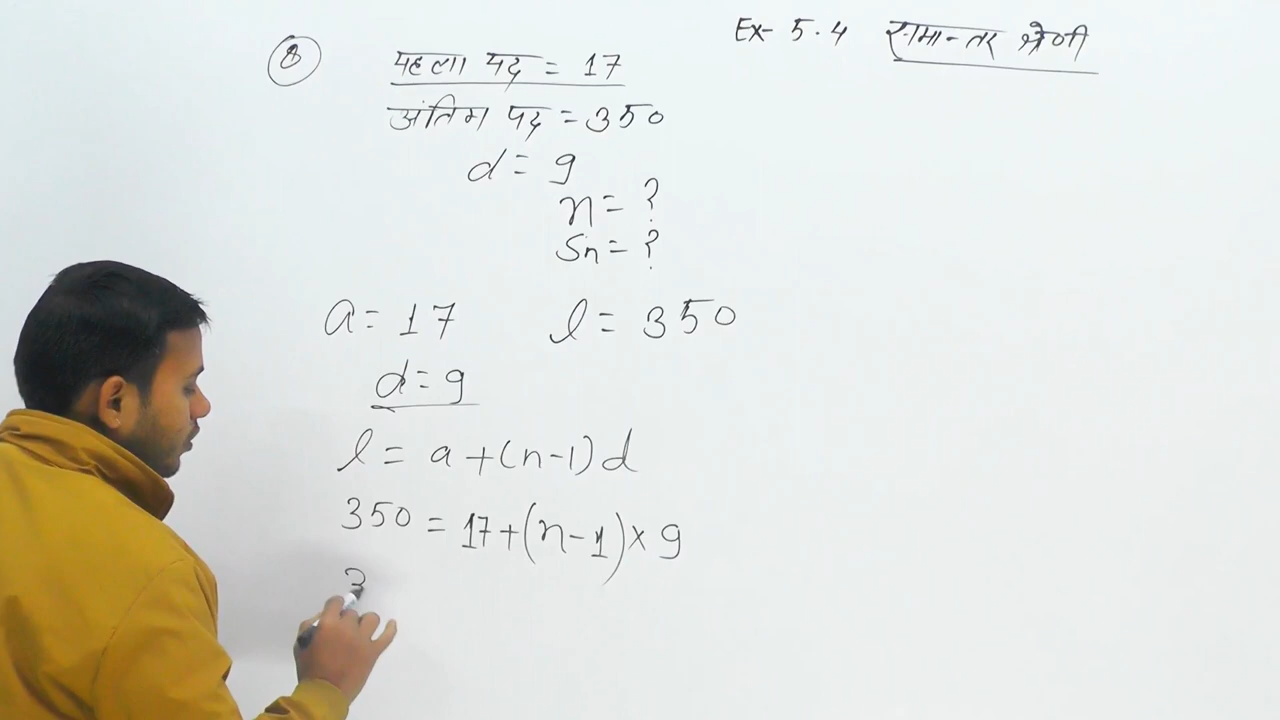 Ex- 5.4 समान्तर श्रेणी
8 पहला पद = 17
अंतिम पद = 350
d = 9
n = ?
Sn = ?
a = 17 l = 350
d = 9
l = a + (n-1) d
350 = 17 + (n-1) × 9
3